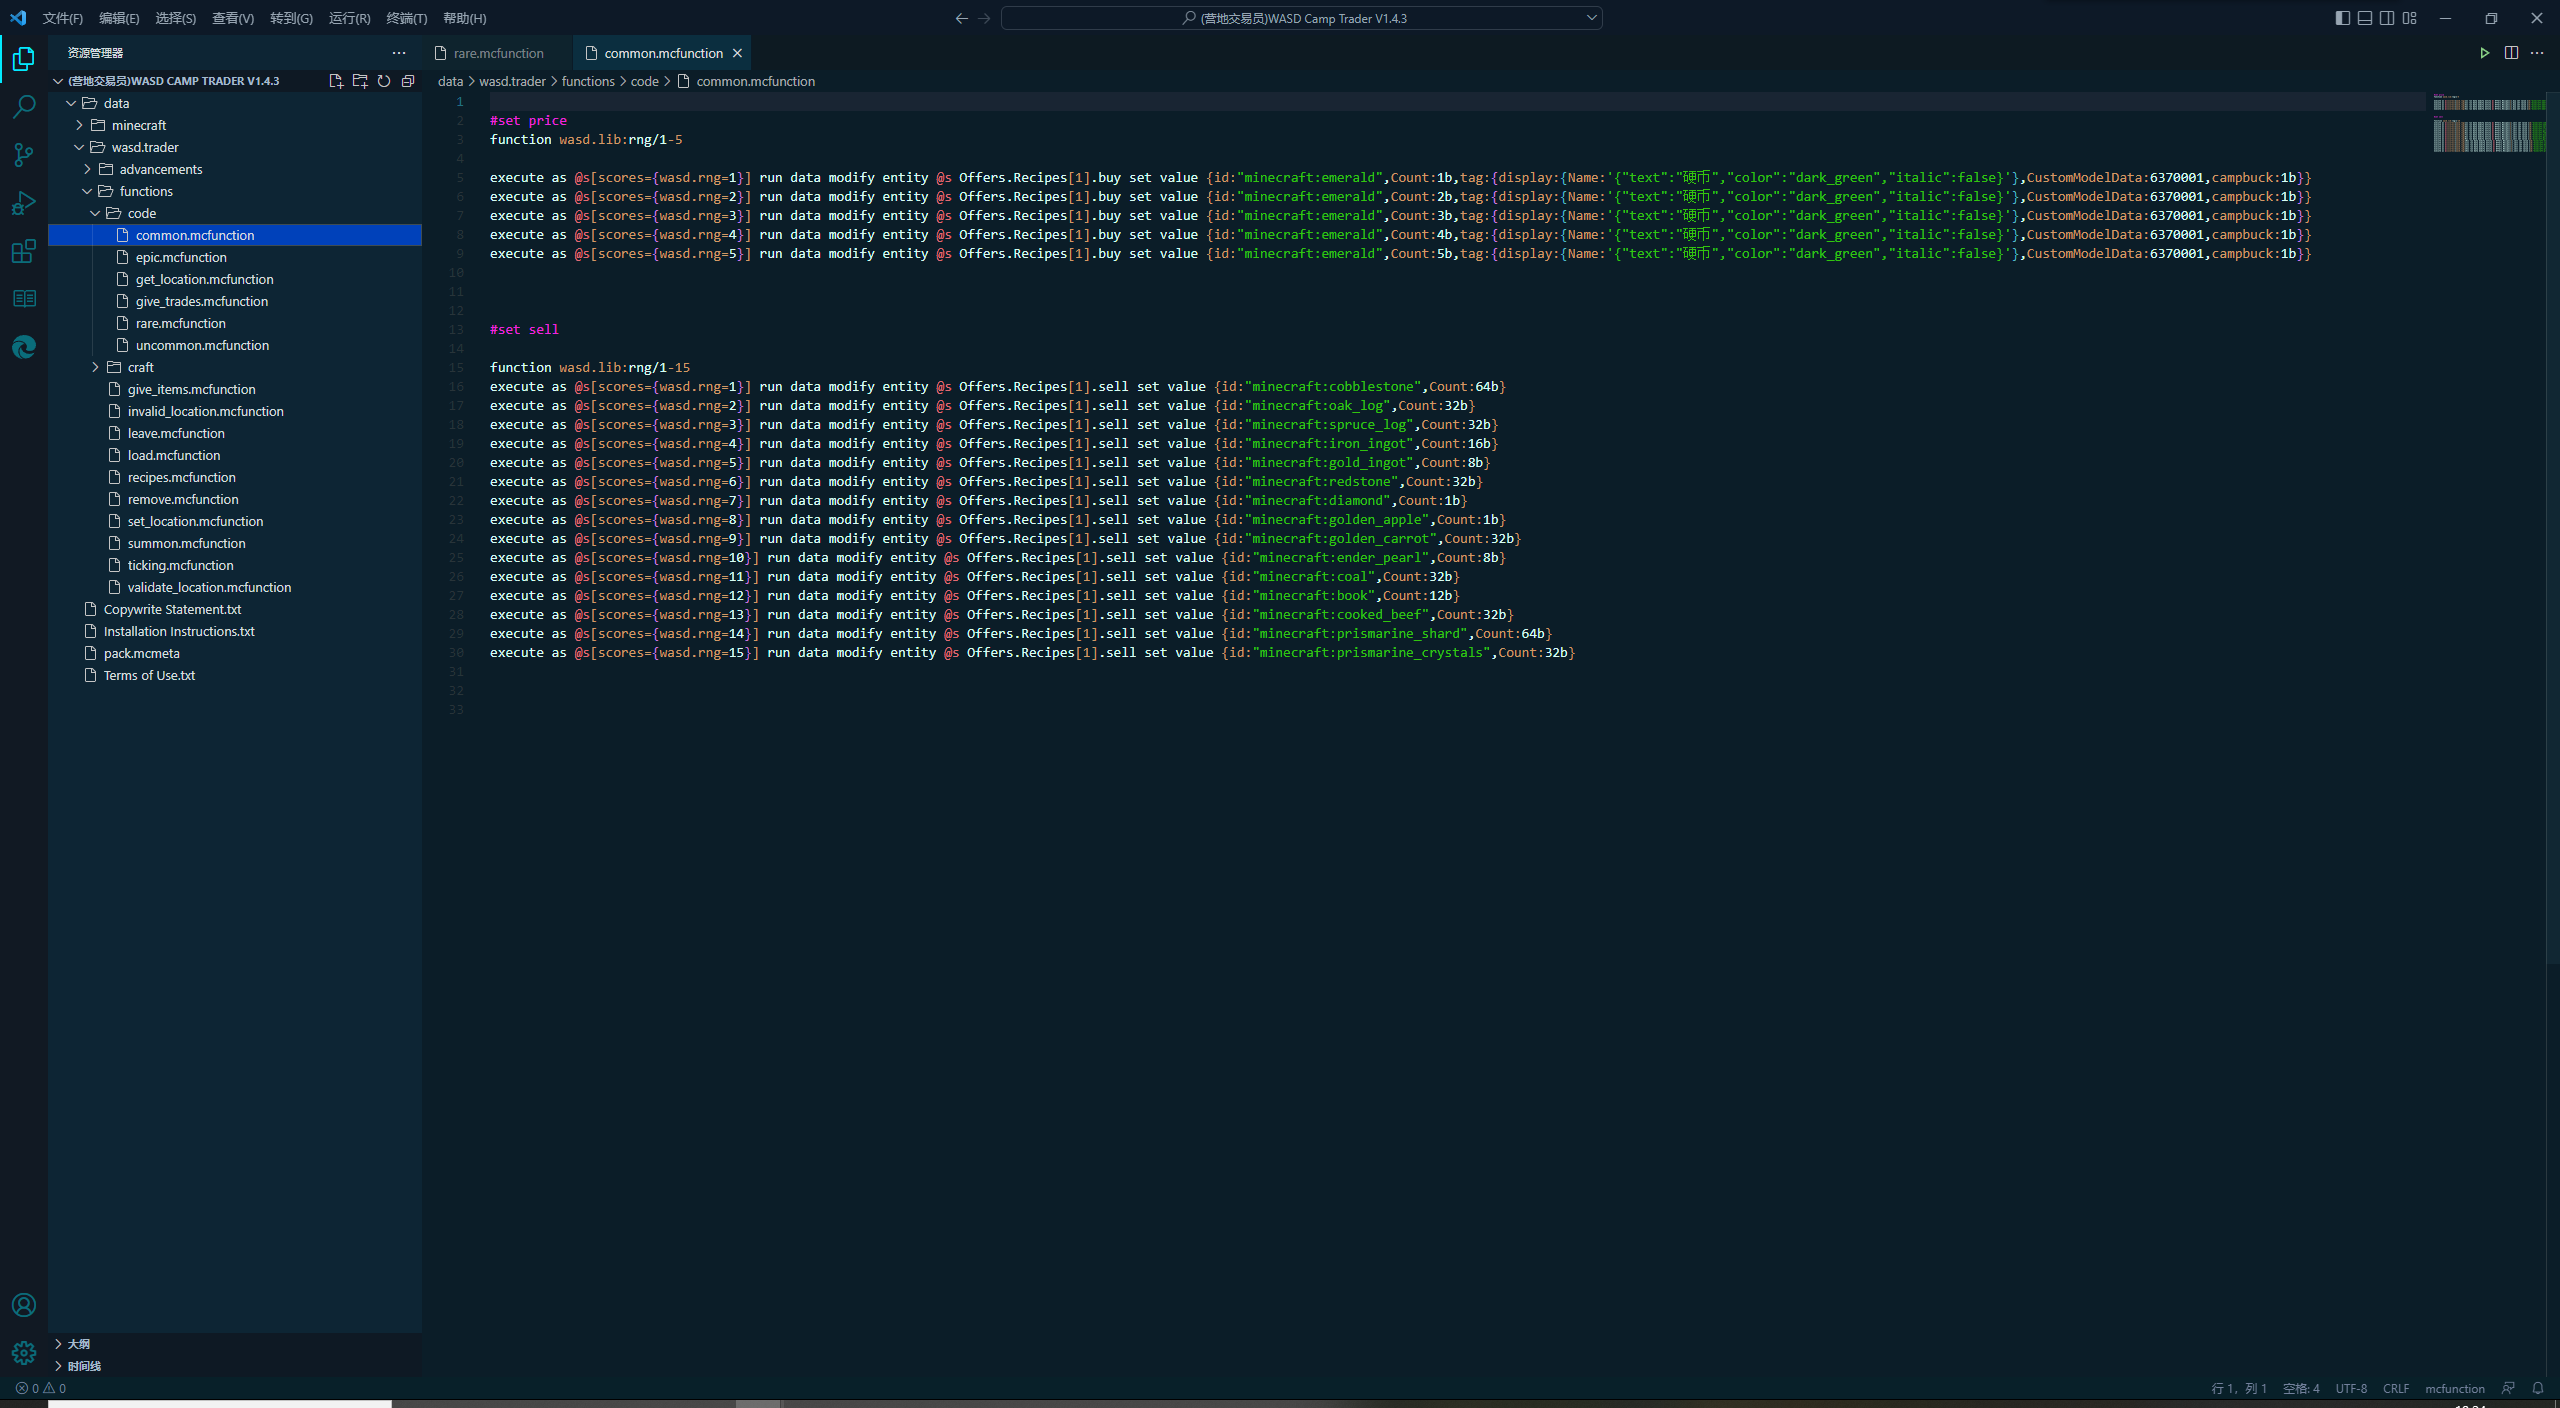 文件(F) 编辑(E) 选择(S) 查看(V) 转到(G) 运行(R) 终端(T) 帮助(H)
(营地交易员)WASD Camp Trader V1.4.3
资源管理器
(营地交易员)WASD CAMP TRADER V1.4.3
data
minecraft
wasd.trader
advancements
functions
code
common.mcfunction
epic.mcfunction
get_location.mcfunction
give_trades.mcfunction
rare.mcfunction
uncommon.mcfunction
craft
give_items.mcfunction
invalid_location.mcfunction
leave.mcfunction
load.mcfunction
recipes.mcfunction
remove.mcfunction
set_location.mcfunction
summon.mcfunction
ticking.mcfunction
validate_location.mcfunction
Copywrite Statement.txt
Installation Instructions.txt
pack.mcmeta
Terms of Use.txt
大纲
时间线
rare.mcfunction common.mcfunction
data > wasd.trader > functions > code > common.mcfunction
1
2 #set price
3 function wasd.lib:rng/1-5
4
5 execute as @s[scores={wasd.rng=1}] run data modify entity @s Offers.Recipes[1].buy set value {id:"minecraft:emerald",Count:1b,tag:{display:{Name:'{"text":"硬币","color":"dark_green","italic":false}'},CustomModelData:6370001,campbuck:1b}}
6 execute as @s[scores={wasd.rng=2}] run data modify entity @s Offers.Recipes[1].buy set value {id:"minecraft:emerald",Count:2b,tag:{display:{Name:'{"text":"硬币","color":"dark_green","italic":false}'},CustomModelData:6370001,campbuck:1b}}
7 execute as @s[scores={wasd.rng=3}] run data modify entity @s Offers.Recipes[1].buy set value {id:"minecraft:emerald",Count:3b,tag:{display:{Name:'{"text":"硬币","color":"dark_green","italic":false}'},CustomModelData:6370001,campbuck:1b}}
8 execute as @s[scores={wasd.rng=4}] run data modify entity @s Offers.Recipes[1].buy set value {id:"minecraft:emerald",Count:4b,tag:{display:{Name:'{"text":"硬币","color":"dark_green","italic":false}'},CustomModelData:6370001,campbuck:1b}}
9 execute as @s[scores={wasd.rng=5}] run data modify entity @s Offers.Recipes[1].buy set value {id:"minecraft:emerald",Count:5b,tag:{display:{Name:'{"text":"硬币","color":"dark_green","italic":false}'},CustomModelData:6370001,campbuck:1b}}
10
11
12
13 #set sell
14
15 function wasd.lib:rng/1-15
16 execute as @s[scores={wasd.rng=1}] run data modify entity @s Offers.Recipes[1].sell set value {id:"minecraft:cobblestone",Count:64b}
17 execute as @s[scores={wasd.rng=2}] run data modify entity @s Offers.Recipes[1].sell set value {id:"minecraft:oak_log",Count:32b}
18 execute as @s[scores={wasd.rng=3}] run data modify entity @s Offers.Recipes[1].sell set value {id:"minecraft:spruce_log",Count:32b}
19 execute as @s[scores={wasd.rng=4}] run data modify entity @s Offers.Recipes[1].sell set value {id:"minecraft:iron_ingot",Count:16b}
20 execute as @s[scores={wasd.rng=5}] run data modify entity @s Offers.Recipes[1].sell set value {id:"minecraft:gold_ingot",Count:8b}
21 execute as @s[scores={wasd.rng=6}] run data modify entity @s Offers.Recipes[1].sell set value {id:"minecraft:redstone",Count:32b}
22 execute as @s[scores={wasd.rng=7}] run data modify entity @s Offers.Recipes[1].sell set value {id:"minecraft:diamond",Count:1b}
23 execute as @s[scores={wasd.rng=8}] run data modify entity @s Offers.Recipes[1].sell set value {id:"minecraft:golden_apple",Count:1b}
24 execute as @s[scores={wasd.rng=9}] run data modify entity @s Offers.Recipes[1].sell set value {id:"minecraft:golden_carrot",Count:32b}
25 execute as @s[scores={wasd.rng=10}] run data modify entity @s Offers.Recipes[1].sell set value {id:"minecraft:ender_pearl",Count:8b}
26 execute as @s[scores={wasd.rng=11}] run data modify entity @s Offers.Recipes[1].sell set value {id:"minecraft:coal",Count:32b}
27 execute as @s[scores={wasd.rng=12}] run data modify entity @s Offers.Recipes[1].sell set value {id:"minecraft:book",Count:12b}
28 execute as @s[scores={wasd.rng=13}] run data modify entity @s Offers.Recipes[1].sell set value {id:"minecraft:cooked_beef",Count:32b}
29 execute as @s[scores={wasd.rng=14}] run data modify entity @s Offers.Recipes[1].sell set value {id:"minecraft:prismarine_shard",Count:64b}
30 execute as @s[scores={wasd.rng=15}] run data modify entity @s Offers.Recipes[1].sell set value {id:"minecraft:prismarine_crystals",Count:32b}
31
32
33
0 0
行 1，列 1 空格: 4 UTF-8 CRLF mcfunction